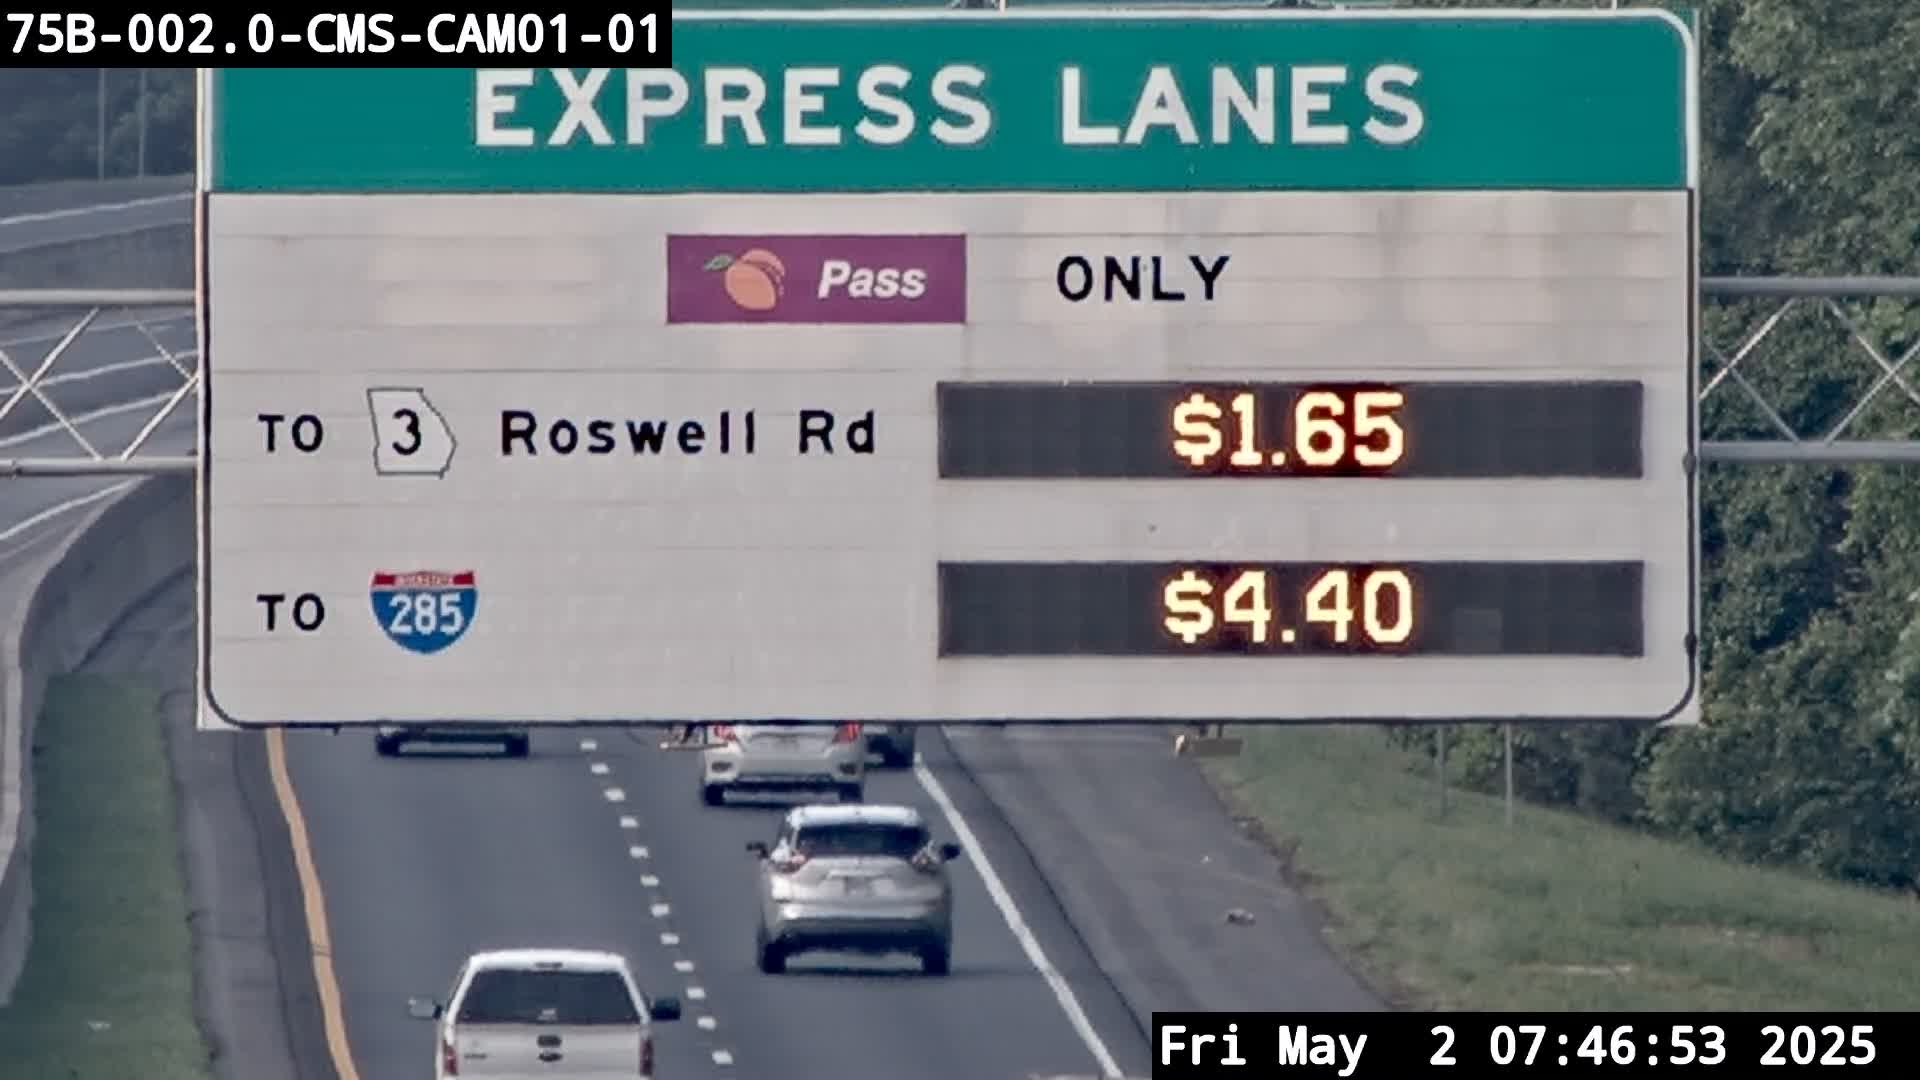 75B-002.0-CMS-CAM01-01
EXPRESS LANES
Pass ONLY
TO 3 Roswell Rd $1.65
TO INTERSTATE 285 $4.40
Fri May 2 07:46:53 2025